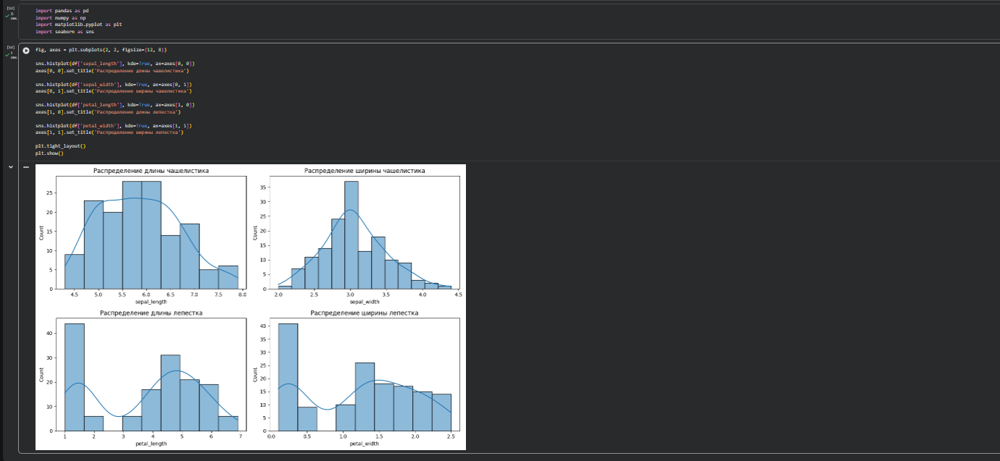 [12]
0
сек.
import pandas as pd
import numpy as np
import matplotlib.pyplot as plt
import seaborn as sns
[13]
1
сек.
fig, axes = plt.subplots(2, 2, figsize=(12, 8))
sns.histplot(df['sepal_length'], kde=True, ax=axes[0, 0])
axes[0, 0].set_title('Распределение длины чашелистика')
sns.histplot(df['sepal_width'], kde=True, ax=axes[0, 1])
axes[0, 1].set_title('Распределение ширины чашелистика')
sns.histplot(df['petal_length'], kde=True, ax=axes[1, 0])
axes[1, 0].set_title('Распределение длины лепестка')
sns.histplot(df['petal_width'], kde=True, ax=axes[1, 1])
axes[1, 1].set_title('Распределение ширины лепестка')
plt.tight_layout()
plt.show()
Распределение длины чашелистика
25
20
15
10
5
0
Count
4.5 5.0 5.5 6.0 6.5 7.0 7.5 8.0
sepal_length
Распределение ширины чашелистика
35
30
25
20
15
10
5
0
Count
2.0 2.5 3.0 3.5 4.0 4.5
sepal_width
Распределение длины лепестка
40
30
20
10
0
Count
1 2 3 4 5 6 7
petal_length
Распределение ширины лепестка
40
35
30
25
20
15
10
5
0
Count
0.0 0.5 1.0 1.5 2.0 2.5
petal_width